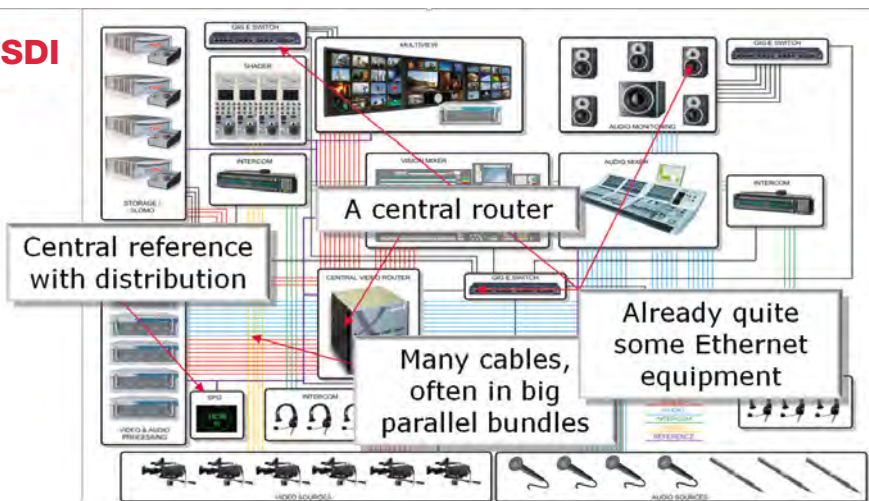 SDI
GIG-E SWITCH
MULTIVIEW
GIG-E SWITCH
SHADER
AUDIO MONITORING
INTERCOM
VISION MIXER
AUDIO MIXER
INTERCOM
STORAGE /
SLOMO
A central router
Central reference
with distribution
CENTRAL VIDEO ROUTER
GIG-E SWITCH
Already quite
some Ethernet
equipment
Many cables,
often in big
parallel bundles
SPG
INTERCOM
VIDEO & AUDIO
PROCESSING
AUDIO
INTERCOM
REFERENCE
VIDEO SOURCES
AUDIO SOURCES